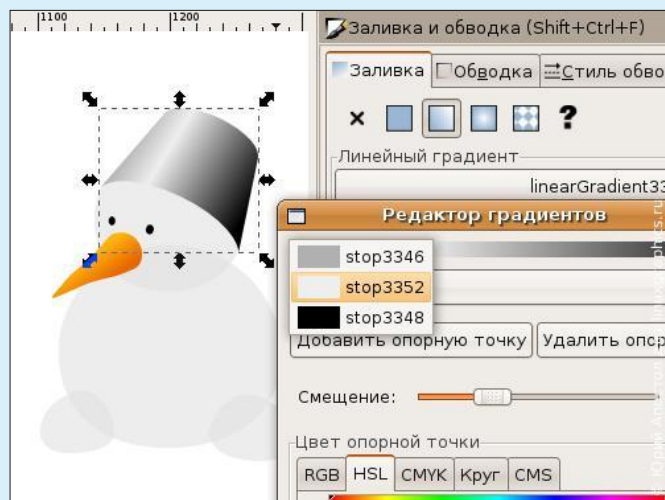 1100
1200
Заливка и обводка (Shift+Ctrl+F)
Заливка
Обводка
Стиль обво
?
Линейный градиент
linearGradient33
Редактор градиентов
stop3346
stop3352
stop3348
Добавить опорную точку
Удалить опор
Смещение:
Цвет опорной точки
RGB
HSL
CMYK
Круг
CMS